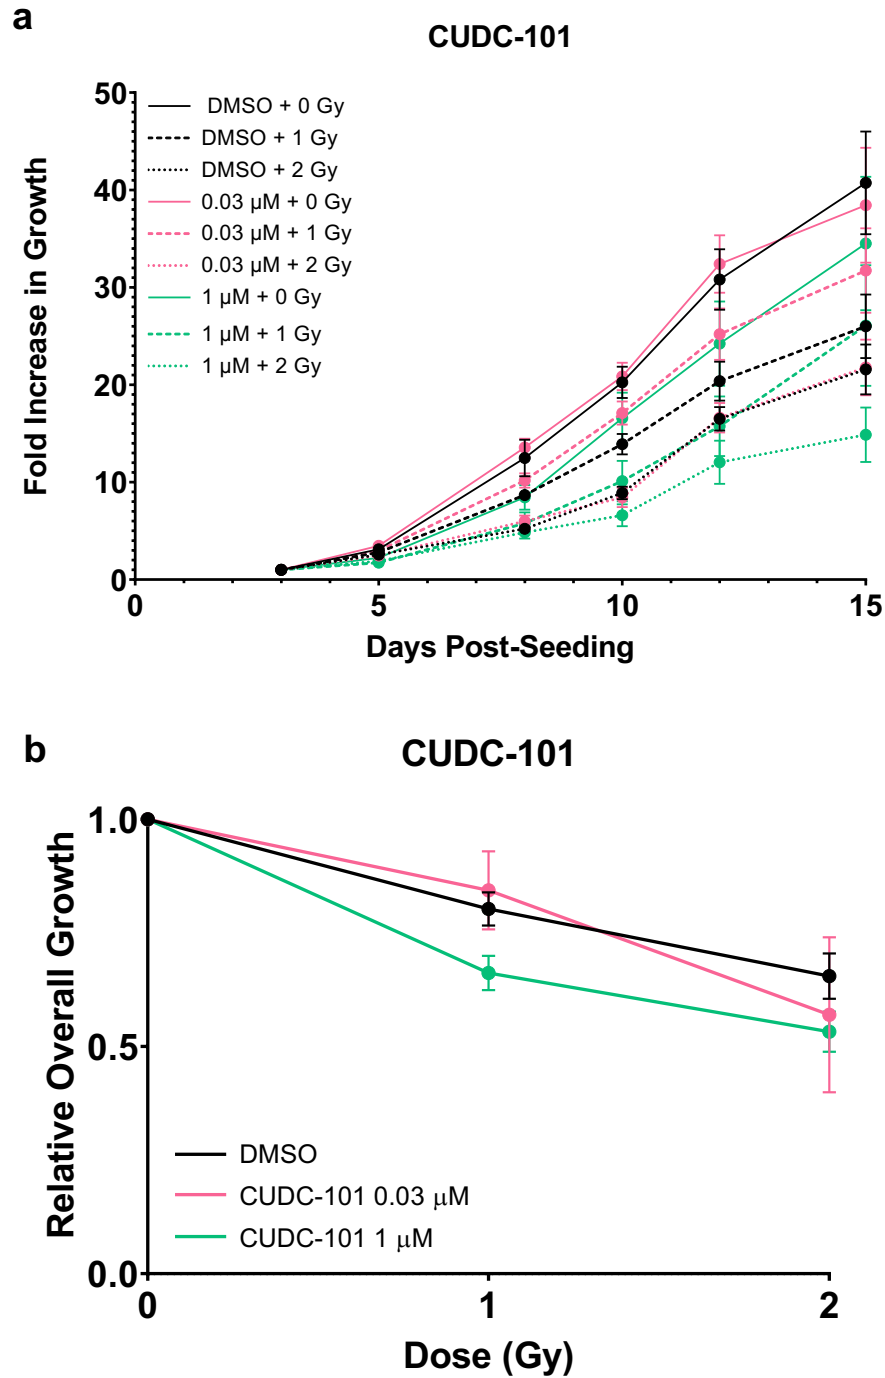 a
CUDC-101
Fold Increase in Growth
50
40
30
20
10
0
DMSO + 0 Gy
DMSO + 1 Gy
DMSO + 2 Gy
0.03 µM + 0 Gy
0.03 µM + 1 Gy
0.03 µM + 2 Gy
1 µM + 0 Gy
1 µM + 1 Gy
1 µM + 2 Gy
0 5 10 15
Days Post-Seeding
b
CUDC-101
Relative Overall Growth
1.0
0.5
0.0
DMSO
CUDC-101 0.03 µM
CUDC-101 1 µM
0 1 2
Dose (Gy)